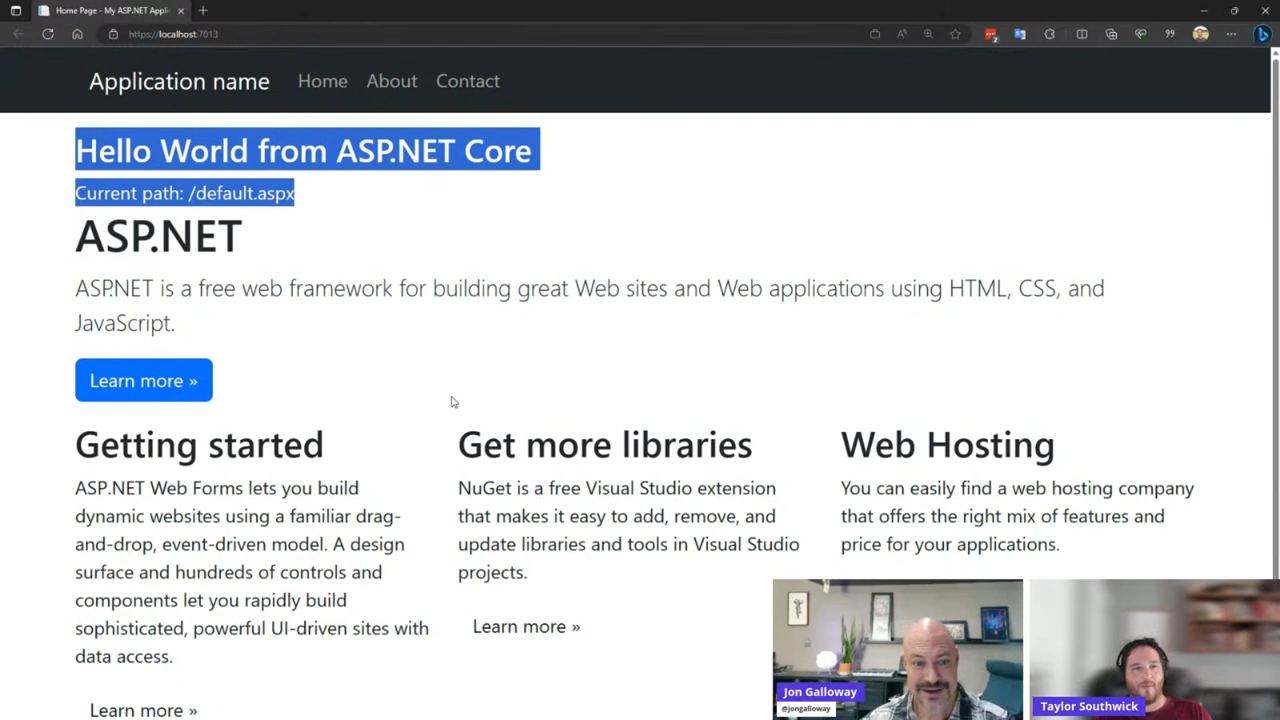 Home Page - My ASP.NET Appli
https://localhost:7013
Application name
Home
About
Contact
Hello World from ASP.NET Core
Current path: /default.aspx
ASP.NET
ASP.NET is a free web framework for building great Web sites and Web applications using HTML, CSS, and
JavaScript.
Learn more »
Getting started
ASP.NET Web Forms lets you build
dynamic websites using a familiar drag-
and-drop, event-driven model. A design
surface and hundreds of controls and
components let you rapidly build
sophisticated, powerful UI-driven sites with
data access.
Learn more »
Get more libraries
NuGet is a free Visual Studio extension
that makes it easy to add, remove, and
update libraries and tools in Visual Studio
projects.
Learn more »
Web Hosting
You can easily find a web hosting company
that offers the right mix of features and
price for your applications.
Jon Galloway
@jongalloway
Taylor Southwick